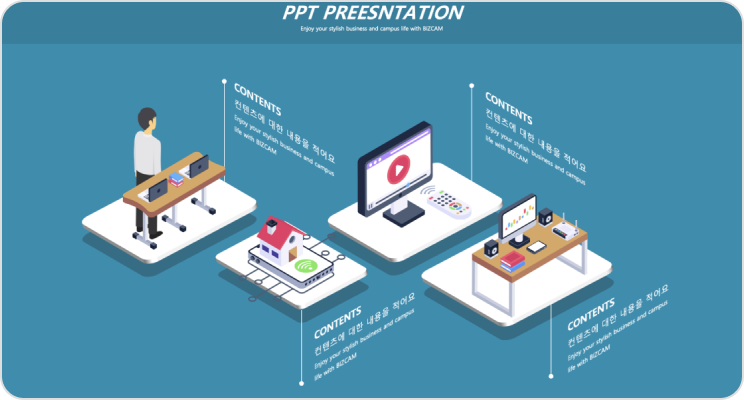 PPT PREESNTATION
Enjoy your stylish business and campus life with BIZCAM
CONTENTS
컨텐츠에 대한 내용을 적어요
Enjoy your stylish business and campus
life with BIZCAM
CONTENTS
컨텐츠에 대한 내용을 적어요
Enjoy your stylish business and campus
life with BIZCAM
CONTENTS
컨텐츠에 대한 내용을 적어요
Enjoy your stylish business and campus
life with BIZCAM
CONTENTS
컨텐츠에 대한 내용을 적어요
Enjoy your stylish business and campus
life with BIZCAM